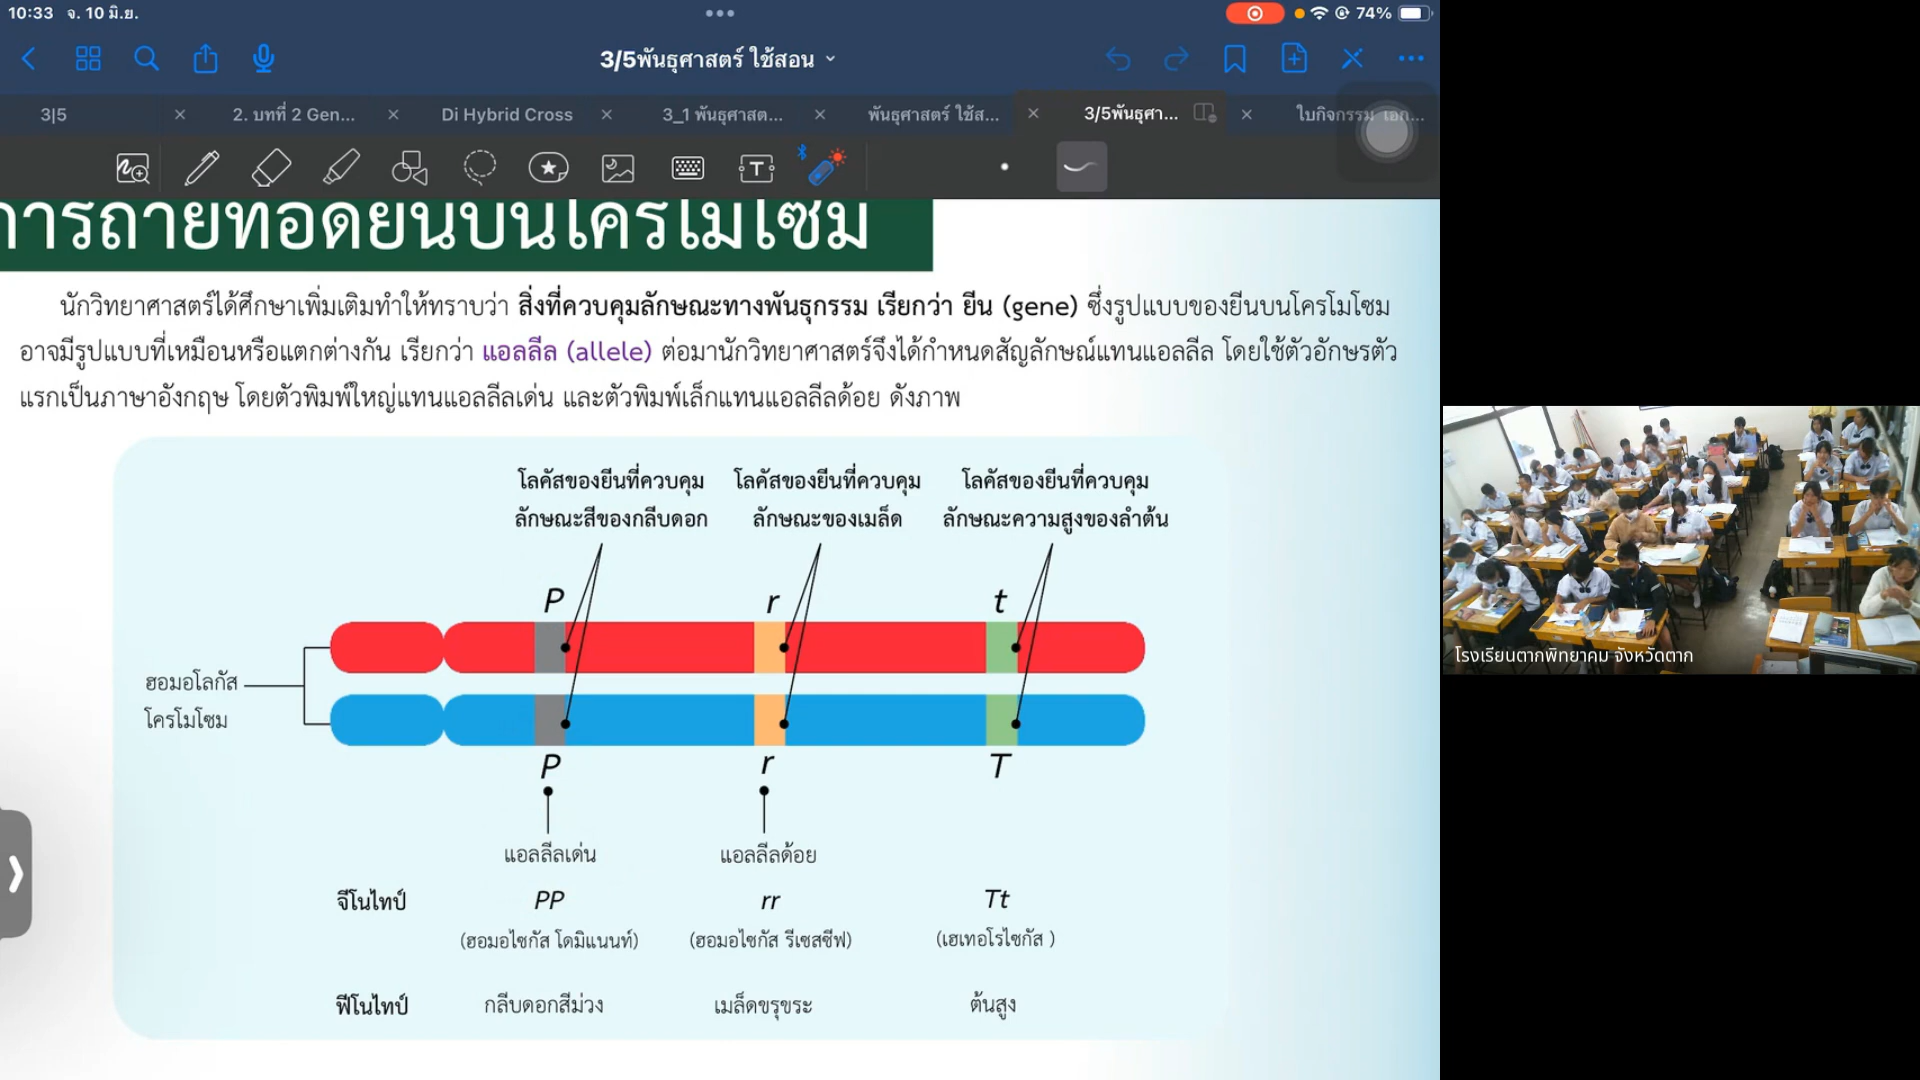 10:33 จ. 10 มิ.ย.
74%
3/5พันธุศาสตร์ ใช้สอน
3|5
2. บทที่ 2 Gen...
Di Hybrid Cross
3_1 พันธุศาสต...
พันธุศาสตร์ ใช้ส...
3/5พันธุศา...
ใบกิจกรรม เอก...
การถ่ายทอดยีนบนโครโมโซม
นักวิทยาศาสตร์ได้ศึกษาเพิ่มเติมทำให้ทราบว่า สิ่งที่ควบคุมลักษณะทางพันธุกรรม เรียกว่า ยีน (gene) ซึ่งรูปแบบของยีนบนโครโมโซม
อาจมีรูปแบบที่เหมือนหรือแตกต่างกัน เรียกว่า แอลลีล (allele) ต่อมานักวิทยาศาสตร์จึงได้กำหนดสัญลักษณ์แทนแอลลีล โดยใช้ตัวอักษรตัว
แรกเป็นภาษาอังกฤษ โดยตัวพิมพ์ใหญ่แทนแอลลีลเด่น และตัวพิมพ์เล็กแทนแอลลีลด้อย ดังภาพ
โลคัสของยีนที่ควบคุม
ลักษณะสีของกลีบดอก
โลคัสของยีนที่ควบคุม
ลักษณะของเมล็ด
โลคัสของยีนที่ควบคุม
ลักษณะความสูงของลำต้น
P r t
ฮอมอโลกัส
โครโมโซม
P r T
แอลลีลเด่น แอลลีลด้อย
จีโนไทป์ PP rr Tt
(ฮอมอไซกัส โดมิแนนท์) (ฮอมอไซกัส รีเซสซีฟ) (เฮเทอโรไซกัส )
ฟีโนไทป์ กลีบดอกสีม่วง เมล็ดขรุขระ ต้นสูง
โรงเรียนตากพิทยาคม จังหวัดตาก